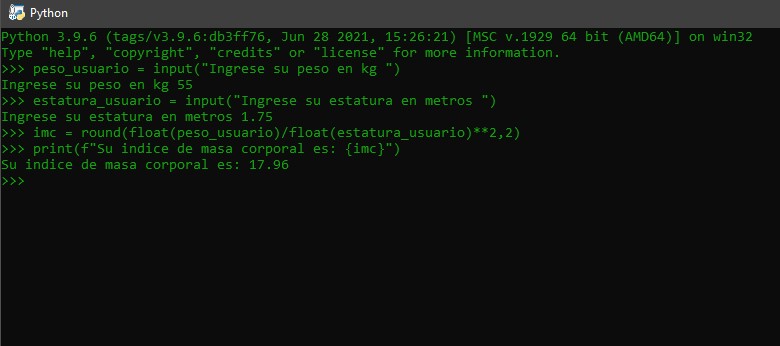 Python
Python 3.9.6 (tags/v3.9.6:db3ff76, Jun 28 2021, 15:26:21) [MSC v.1929 64 bit (AMD64)] on win32
Type "help", "copyright", "credits" or "license" for more information.
>>> peso_usuario = input("Ingrese su peso en kg ")
Ingrese su peso en kg 55
>>> estatura_usuario = input("Ingrese su estatura en metros ")
Ingrese su estatura en metros 1.75
>>> imc = round(float(peso_usuario)/float(estatura_usuario)**2,2)
>>> print(f"Su indice de masa corporal es: {imc}")
Su indice de masa corporal es: 17.96
>>>